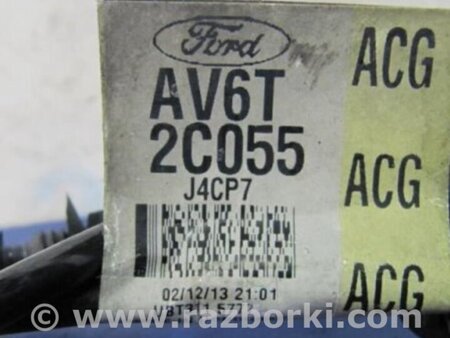 Ford
ACG
AV6T
2C055
J4CP7
ACG
02/12/13 21:01
ACG
www.razborki.com